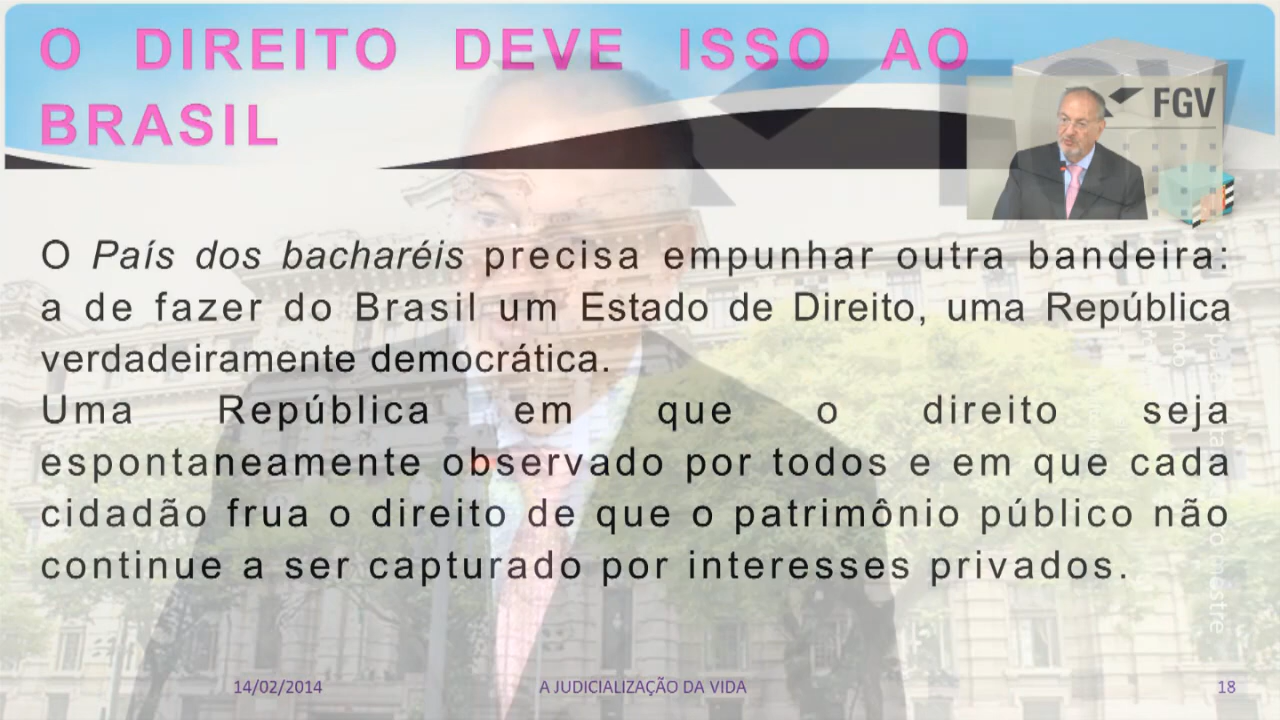 O DIREITO DEVE ISSO AO
BRASIL
FGV
O País dos bacharéis precisa empunhar outra bandeira:
a de fazer do Brasil um Estado de Direito, uma República
verdadeiramente democrática.
Uma República em que o direito seja
espontaneamente observado por todos e em que cada
cidadão frua o direito de que o patrimônio público não
continue a ser capturado por interesses privados.
14/02/2014
A JUDICIALIZAÇÃO DA VIDA
18